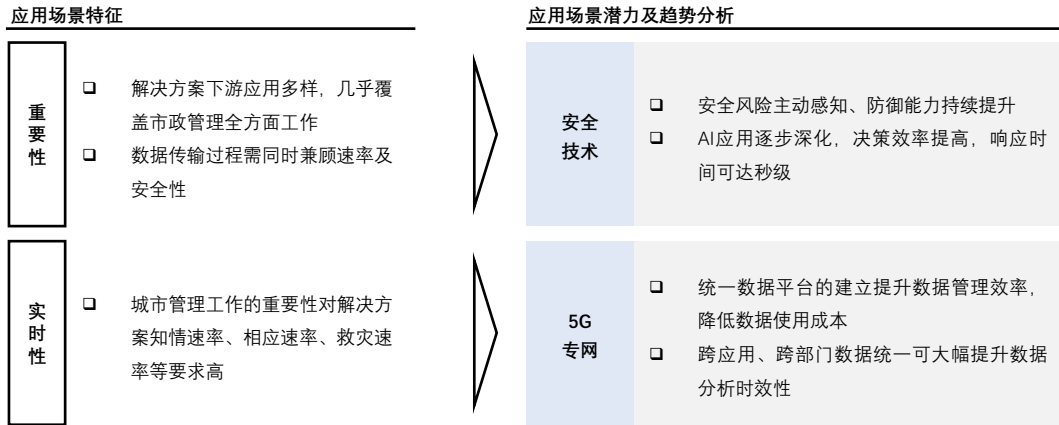 应用场景特征
重要性
❑ 解决方案下游应用多样，几乎覆
盖市政管理全方面工作
❑ 数据传输过程需同时兼顾速率及
安全性
实时性
❑ 城市管理工作的重要性对解决方
案知情速率、相应速率、救灾速
率等要求高
应用场景潜力及趋势分析
安全
技术
❑ 安全风险主动感知、防御能力持续提升
❑ AI应用逐步深化，决策效率提高，响应时
间可达秒级
5G
专网
❑ 统一数据平台的建立提升数据管理效率，
降低数据使用成本
❑ 跨应用、跨部门数据统一可大幅提升数据
分析时效性